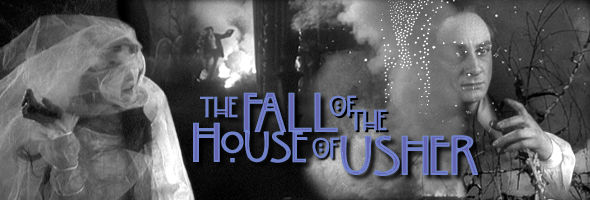 THE FALL OF THE
HOUSE OF USHER